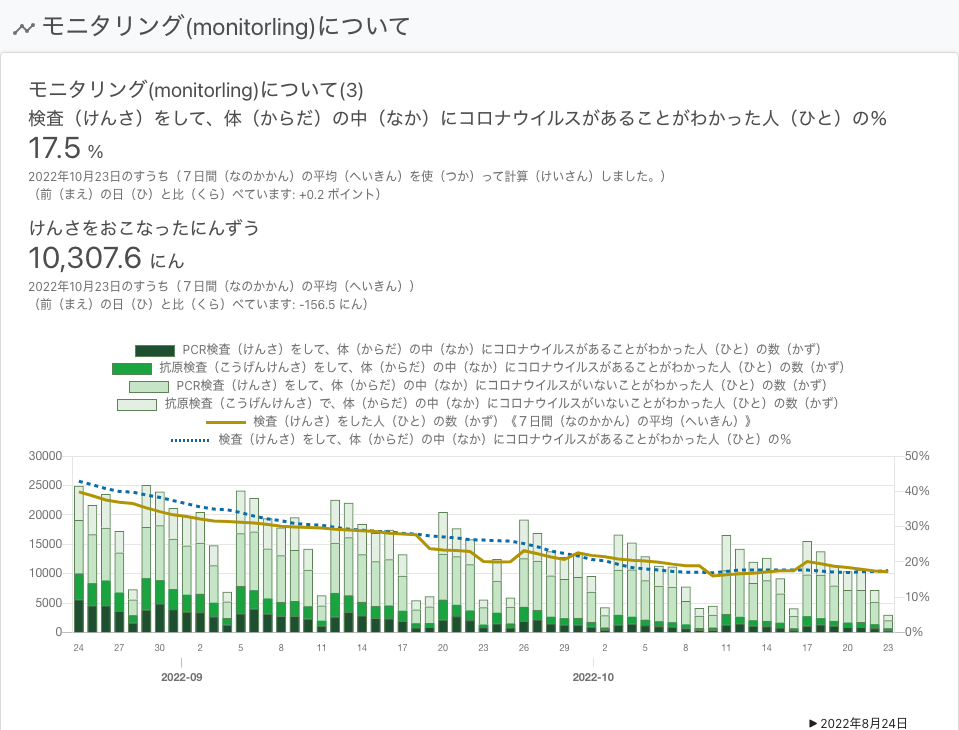 モニタリング(monitorling)について
モニタリング(monitorling)について(3)
検査（けんさ）をして、体（からだ）の中（なか）にコロナウイルスがあることがわかった人（ひと）の%
17.5 %
2022年10月23日のすうち（７日間（なのかかん）の平均（へいきん）を使（つか）って計算（けいさん）しました。）
（前（まえ）の日（ひ）と比（くら）べています: +0.2 ポイント）
けんさをおこなったにんずう
10,307.6 にん
2022年10月23日のすうち（７日間（なのかかん）の平均（へいきん））
（前（まえ）の日（ひ）と比（くら）べています: -156.5 にん）
PCR検査（けんさ）をして、体（からだ）の中（なか）にコロナウイルスがあることがわかった人（ひと）の数（かず）
抗原検査（こうげんけんさ）をして、体（からだ）の中（なか）にコロナウイルスがあることがわかった人（ひと）の数（かず）
PCR検査（けんさ）をして、体（からだ）の中（なか）にコロナウイルスがいないことがわかった人（ひと）の数（かず）
抗原検査（こうげんけんさ）で、体（からだ）の中（なか）にコロナウイルスがいないことがわかった人（ひと）の数（かず）
検査（けんさ）をした人（ひと）の数（かず）《７日間（なのかかん）の平均（へいきん）》
検査（けんさ）をして、体（からだ）の中（なか）にコロナウイルスがあることがわかった人（ひと）の%
30000 50%
25000 40%
20000 30%
15000
10000 20%
5000 10%
0 0%
24 27 30 2 5 8 11 14 17 20 23 26 29 2 5 8 11 14 17 20 23
2022-09 2022-10
▶2022年8月24日